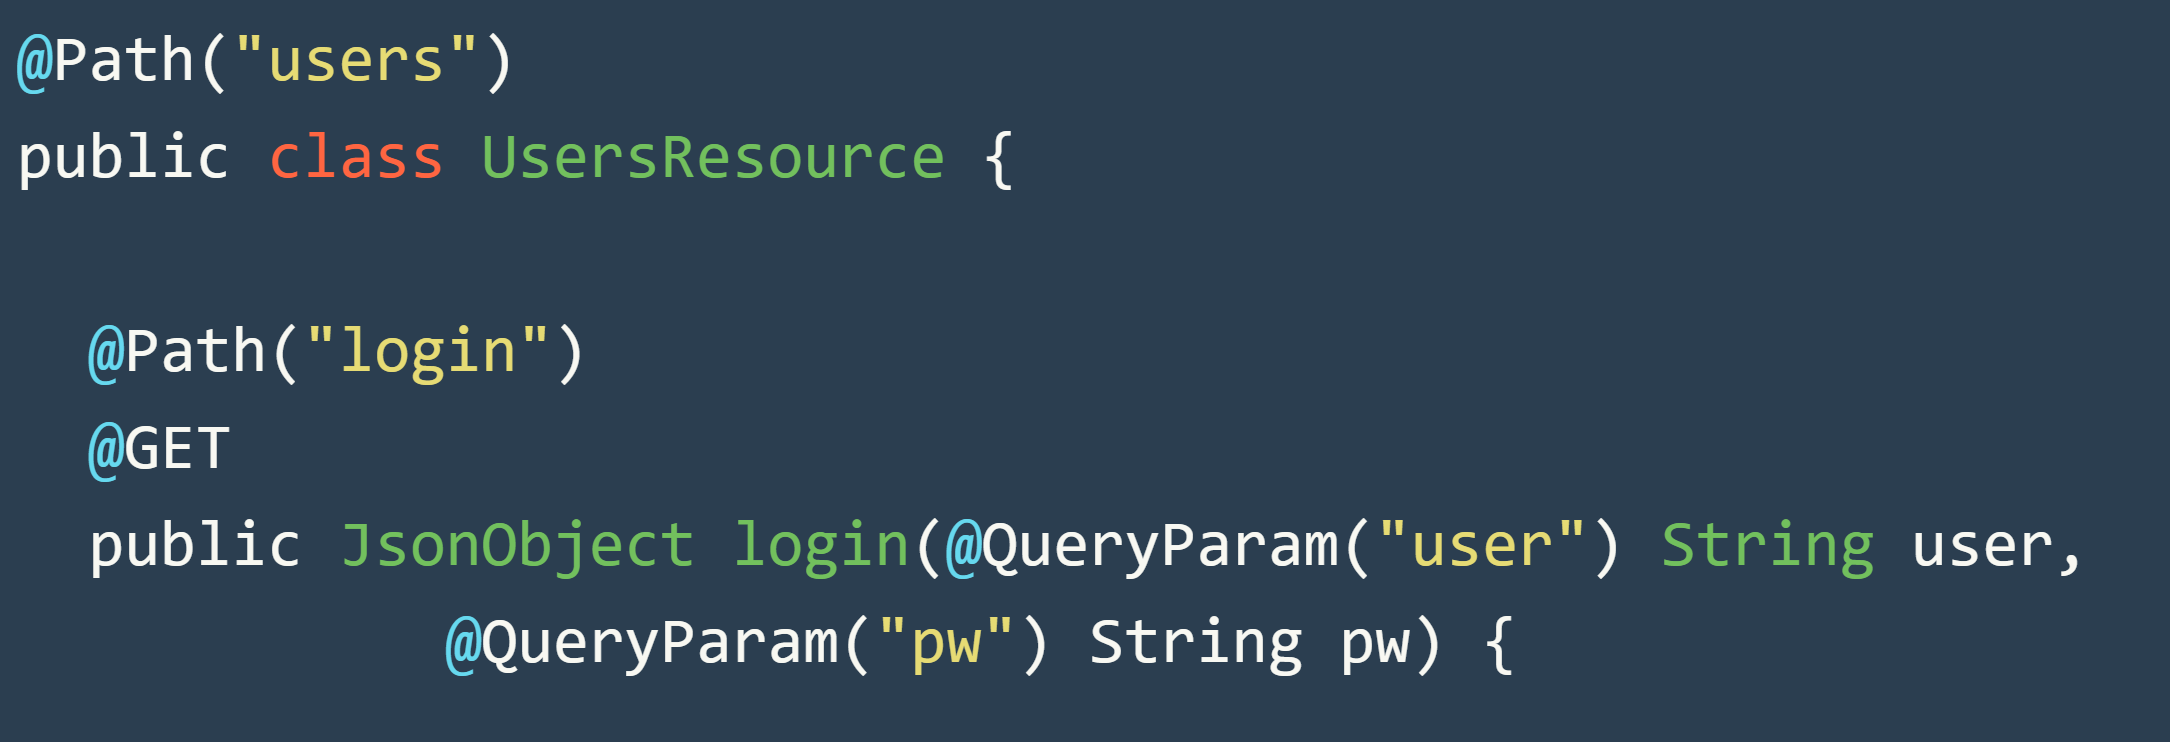 @Path("users")
public class UsersResource {
@Path("login")
@GET
public JsonObject login(@QueryParam("user") String user,
@QueryParam("pw") String pw) {